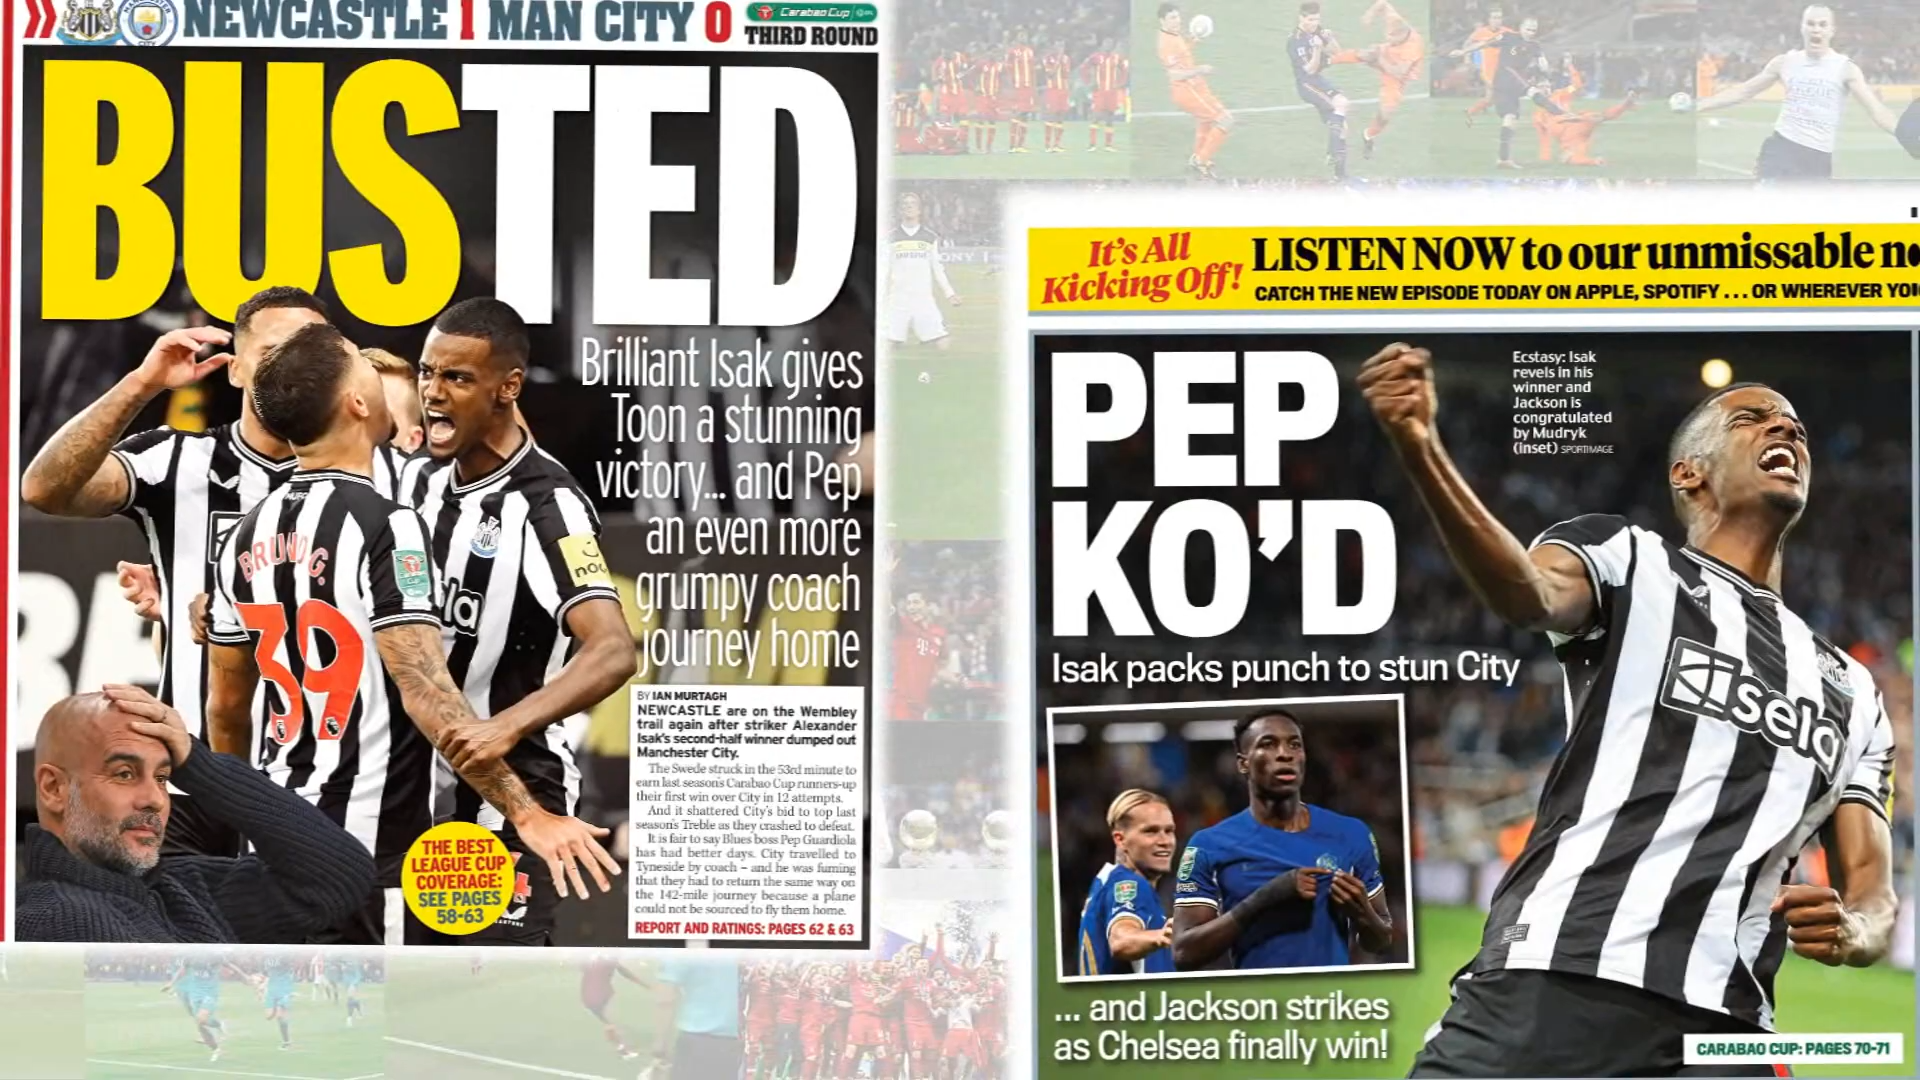 NEWCASTLE 1 MAN CITY 0
Carabao Cup
THIRD ROUND
BUSTED
Brilliant Isak gives
Toon a stunning
victory... and Pep
an even more
grumpy coach
journey home
BY IAN MURTAGH
NEWCASTLE are on the Wembley
trail again after striker Alexander
Isak's second-half winner dumped out
Manchester City.
The Swede struck in the 53rd minute to
earn last season's Carabao Cup runners-up
their first win over City in 12 attempts.
And it shattered City's bid to top last
season's Treble as they crashed to defeat.
It is fair to say Blues boss Pep Guardiola
has had better days. City travelled to
Tyneside by coach – and he was fuming
that they had to return the same way on
the 142-mile journey because a plane
could not be sourced to fly them home.
REPORT AND RATINGS: PAGES 62 & 63
BRUNO G.
39
noon
sela
THE BEST
LEAGUE CUP
COVERAGE:
SEE PAGES
58-63
It's All
Kicking Off!
LISTEN NOW to our unmissable
CATCH THE NEW EPISODE TODAY ON APPLE, SPOTIFY ... OR WHEREVER
PEP
KO'D
Isak packs punch to stun City
Ecstasy: Isak
revels in his
winner and
Jackson is
congratulated
by Mudryk
(inset) SPORTIMAGE
sela
... and Jackson strikes
as Chelsea finally win!
CARABAO CUP: PAGES 70-71